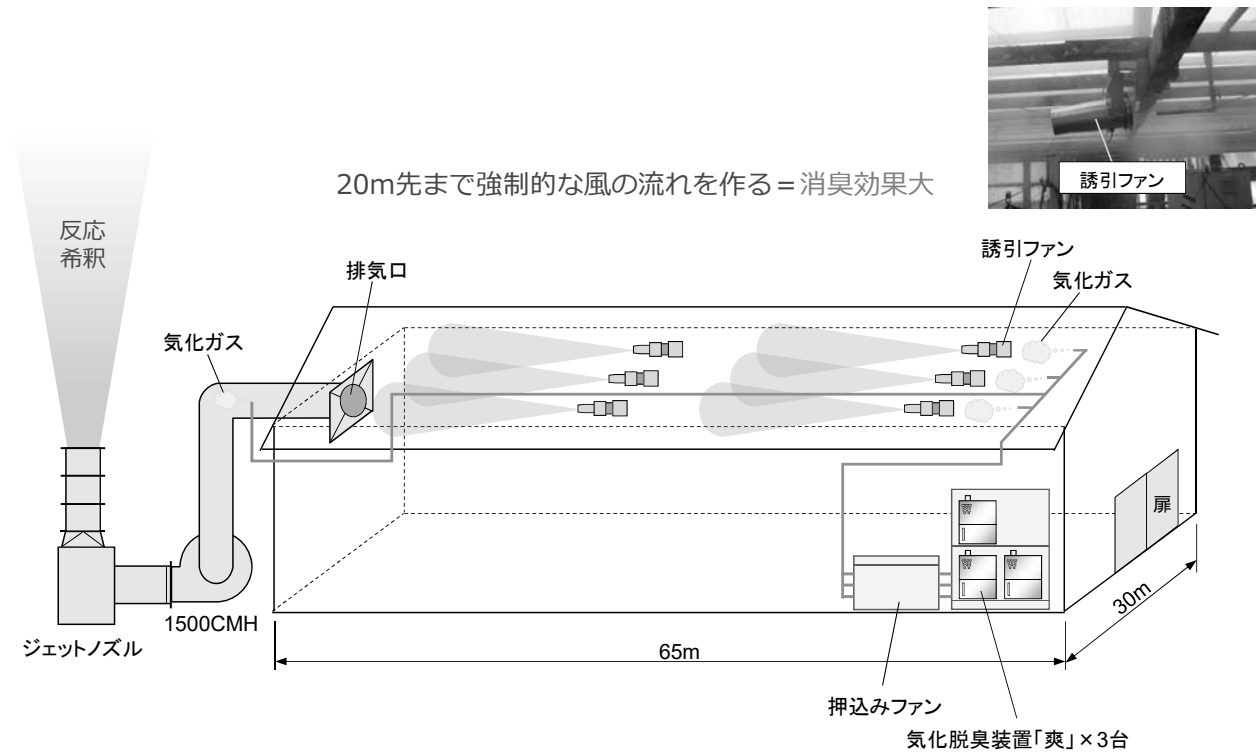 誘引ファン
20m先まで強制的な風の流れを作る＝消臭効果大
反応
希釈
排気口
誘引ファン
気化ガス
気化ガス
扉
30m
1500CMH
ジェットノズル
65m
押込みファン
気化脱臭装置「爽」×3台